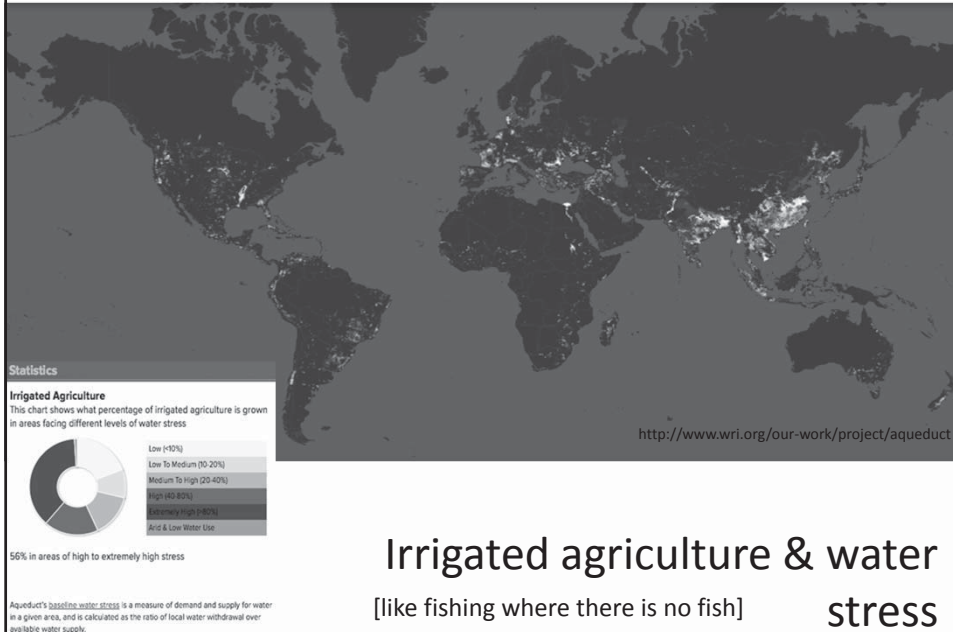 http://www.wri.org/our-work/project/aqueduct
Statistics
Irrigated Agriculture
This chart shows what percentage of irrigated agriculture is grown
in areas facing different levels of water stress
Low (<10%)
Low To Medium (10-20%)
Medium To High (20-40%)
High (40-80%)
Extremely High (>80%)
Arid & Low Water Use
56% in areas of high to extremely high stress
Aqueduct's baseline water stress is a measure of demand and supply for water
in a given area, and is calculated as the ratio of local water withdrawal over
available water supply.
Irrigated agriculture & water
[like fishing where there is no fish] stress